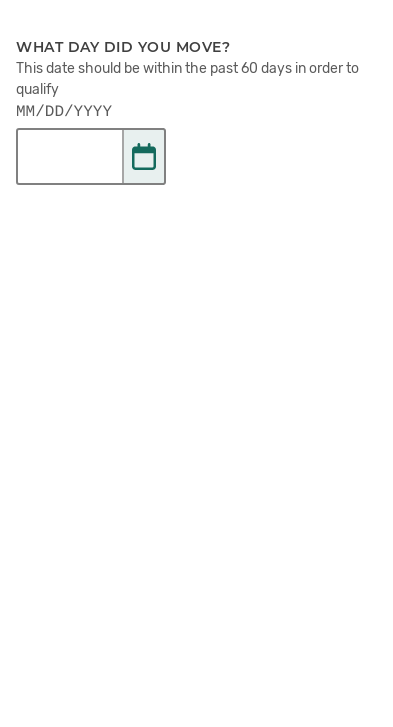 WHAT DAY DID YOU MOVE?
This date should be within the past 60 days in order to
qualify
MM/DD/YYYY